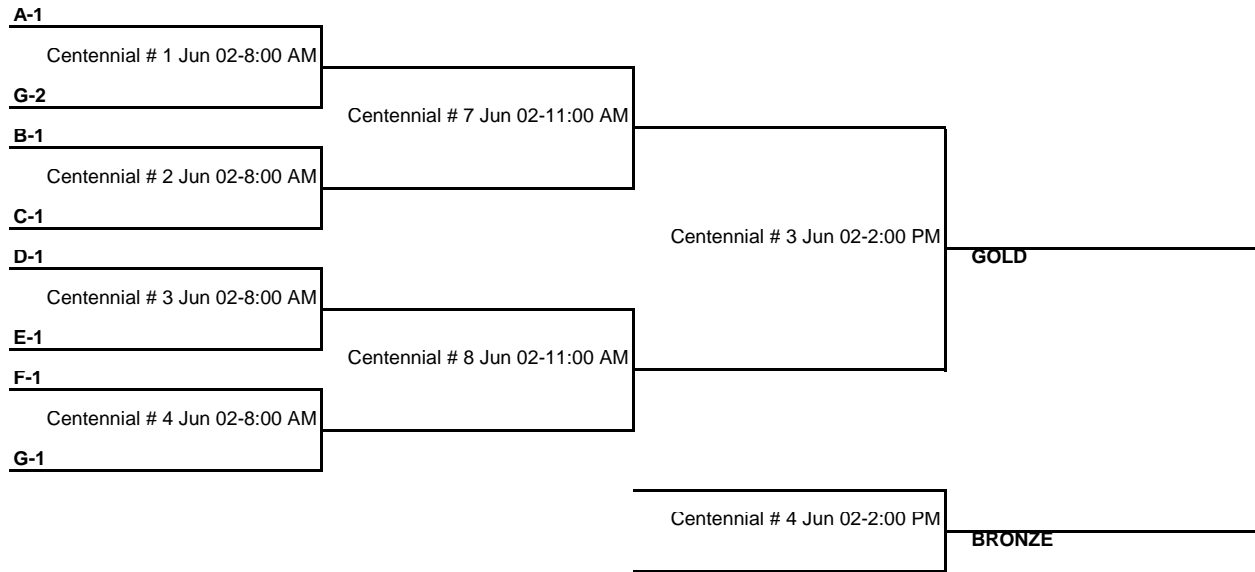 A-1
Centennial # 1 Jun 02-8:00 AM
G-2
Centennial # 7 Jun 02-11:00 AM
B-1
Centennial # 2 Jun 02-8:00 AM
C-1
Centennial # 3 Jun 02-2:00 PM
GOLD
D-1
Centennial # 3 Jun 02-8:00 AM
E-1
Centennial # 8 Jun 02-11:00 AM
F-1
Centennial # 4 Jun 02-8:00 AM
G-1
Centennial # 4 Jun 02-2:00 PM
BRONZE